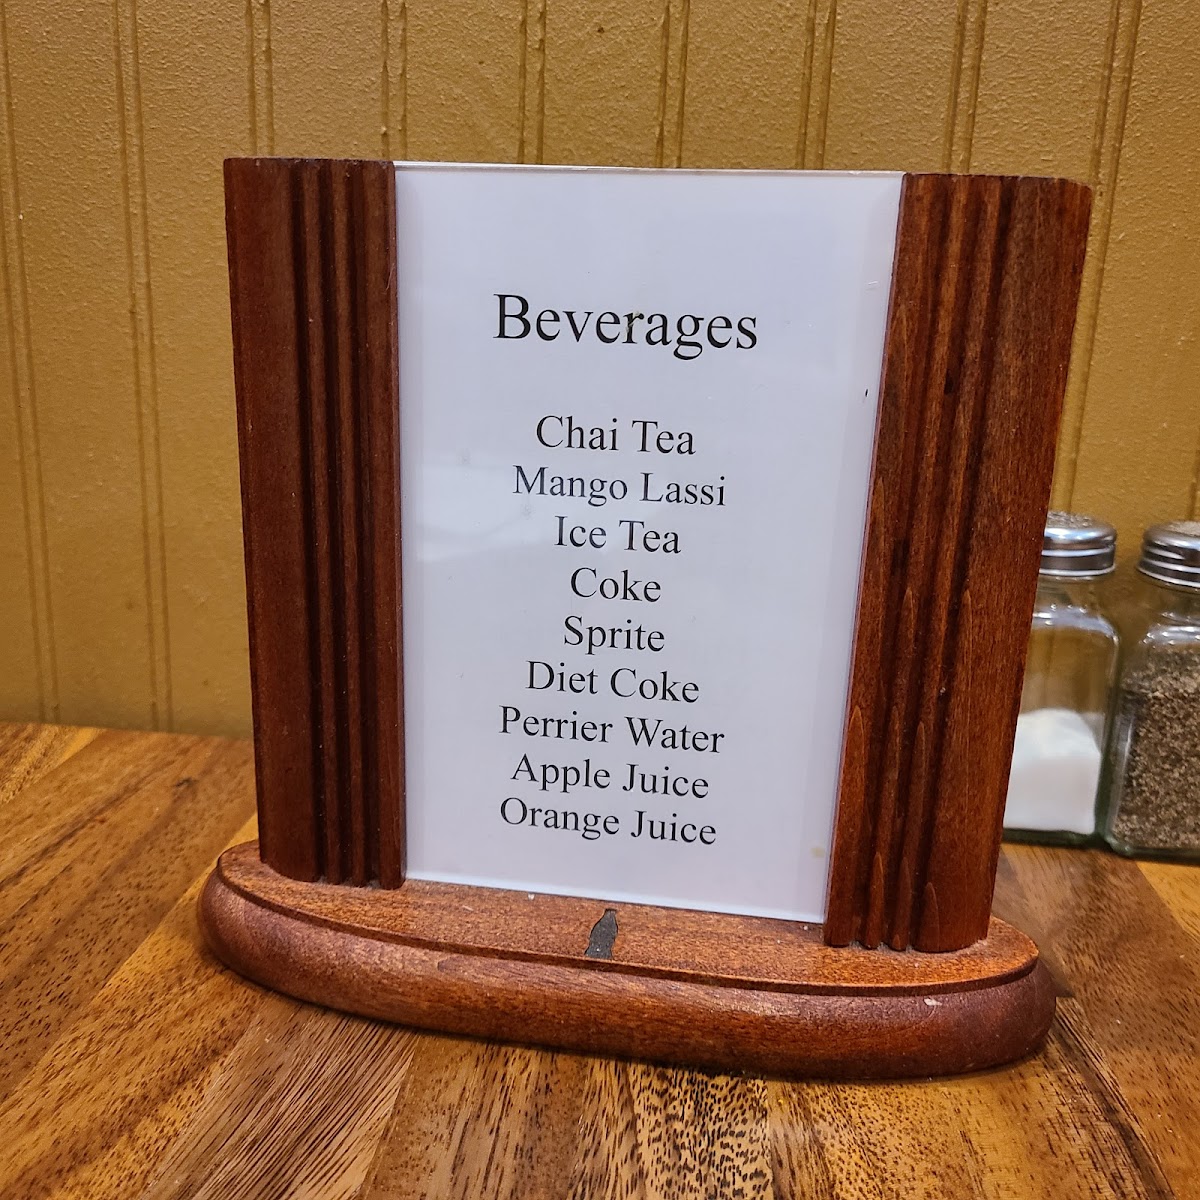 Beverages
Chai Tea
Mango Lassi
Ice Tea
Coke
Sprite
Diet Coke
Perrier Water
Apple Juice
Orange Juice